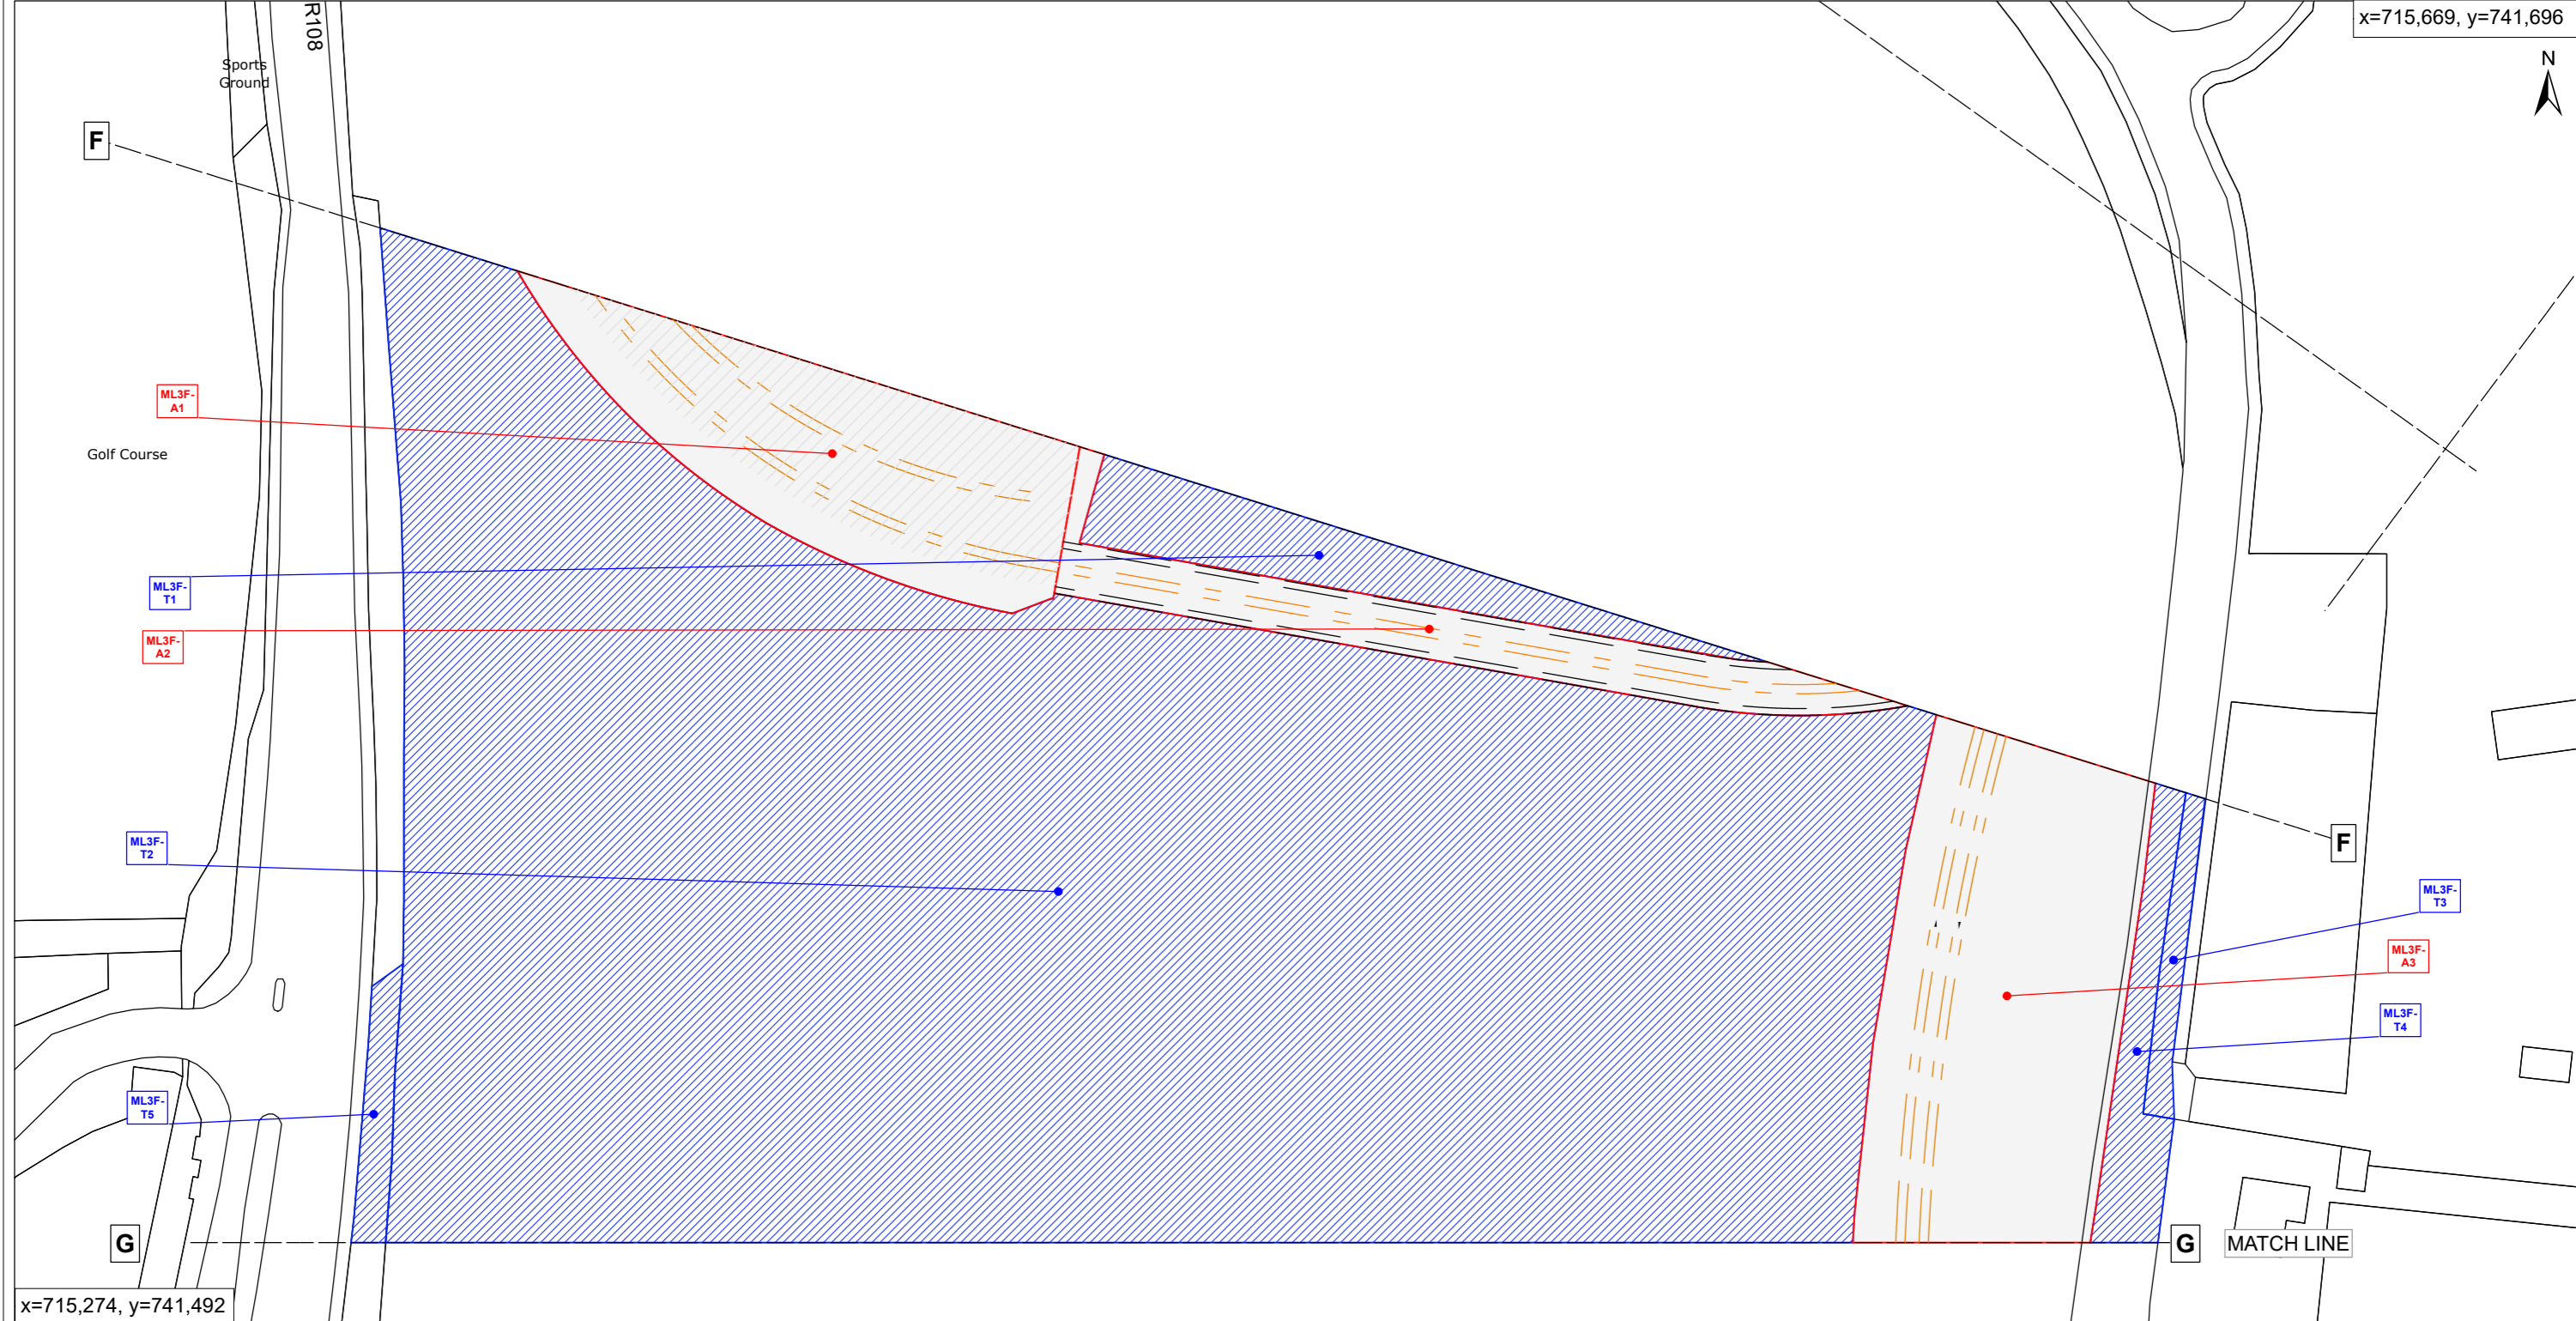 R108
x=715,669, y=741,696
Sports
Ground
N
F
ML3F-
A1
Golf Course
ML3F-
T1
ML3F-
A2
ML3F-
T2
F
ML3F-
T3
ML3F-
A3
ML3F-
T4
ML3F-
T5
G
G
MATCH LINE
x=715,274, y=741,492